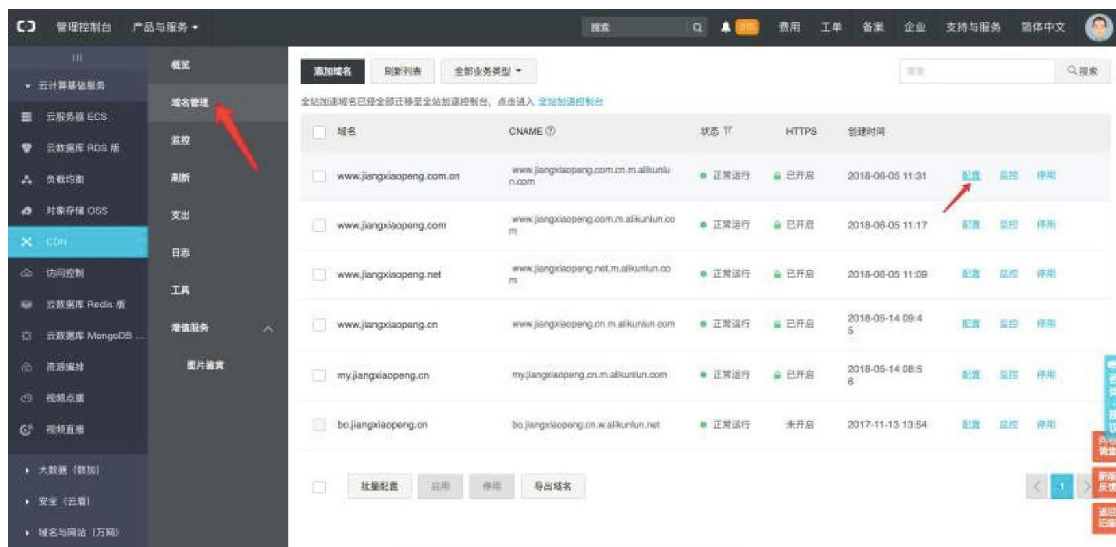 管理控制台 产品与服务
搜索
费用 工单 备案 企业 支持与服务 简体中文
云计算基础服务
云服务器 ECS
云数据库 RDS 版
负载均衡
对象存储 OSS
CDN
访问控制
云数据库 Redis 版
云数据库 MongoDB ...
资源编排
视频点播
视频直播
大数据（数加）
安全（云盾）
域名与网站（万网）
概览
域名管理
监控
刷新
支出
日志
工具
增值服务
图片鉴黄
添加域名 刷新列表 全部业务类型
搜索
全站加速域名已经全部迁移至全站加速控制台，点击进入 全站加速控制台
域名 CNAME 状态 HTTPS 创建时间
www.jiangxiaopeng.com.cn www.jiangxiaopeng.com.cn.m.alikunlu 正常运行 已开启 2018-06-05 11:31 配置 监控 停用
n.com
www.jiangxiaopeng.com www.jiangxiaopeng.com.m.alikunlun.co 正常运行 已开启 2018-06-05 11:17 配置 监控 停用
m
www.jiangxiaopeng.net www.jiangxiaopeng.net.m.alikunlun.co 正常运行 已开启 2018-06-05 11:09 配置 监控 停用
m
www.jiangxiaopeng.cn www.jiangxiaopeng.cn.m.alikunlun.com 正常运行 已开启 2018-05-14 09:4 配置 监控 停用
5
my.jiangxiaopeng.cn my.jiangxiaopeng.cn.m.alikunlun.com 正常运行 已开启 2018-05-14 08:5 配置 监控 停用
6
bo.jiangxiaopeng.cn bo.jiangxiaopeng.cn.w.alikunlun.net 正常运行 未开启 2017-11-13 13:54 配置 监控 停用
批量配置 启用 停用 导出域名
1
返回
旧版